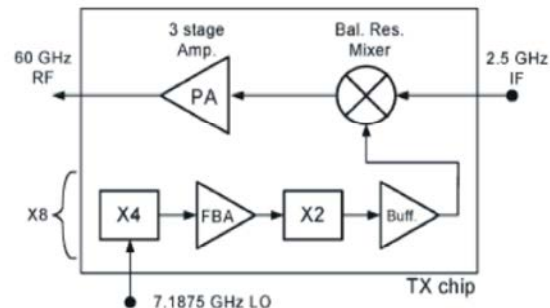 3 stage
Amp.
Bal. Res.
Mixer
60 GHz
RF
2.5 GHz
IF
PA
X8
X4
FBA
X2
Buff.
TX chip
7.1875 GHz LO